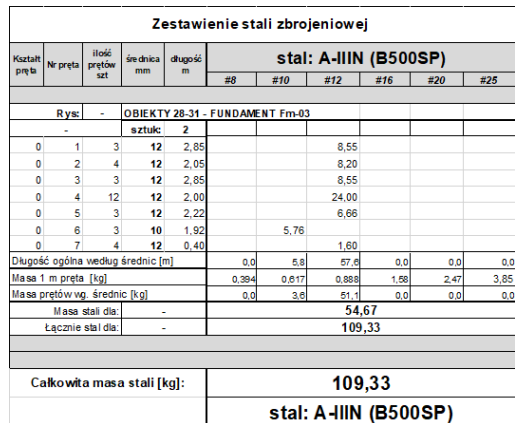 Zestawienie stali zbrojeniowej
Kształt pręta Nr pręta ilość prętów szt średnica mm długość m stal: A-IIIN (B500SP)
#8 #10 #12 #16 #20 #25
Rys: - OBIEKTY 28-31 - FUNDAMENT Fm-03
- sztuk: 2
0 1 3 12 2,85 8,55
0 2 4 12 2,05 8,20
0 3 3 12 2,85 8,55
0 4 12 12 2,00 24,00
0 5 3 12 2,22 6,66
0 6 3 10 1,92 5,76
0 7 4 12 0,40 1,60
Długość ogólna według średnic [m] 0,0 5,8 57,6 0,0 0,0 0,0
Masa 1 m pręta [kg] 0,394 0,617 0,888 1,58 2,47 3,85
Masa prętów wg. średnic [kg] 0,0 3,6 51,1 0,0 0,0 0,0
Masa stali dla: - 54,67
Łącznie stal dla: - 109,33
Całkowita masa stali [kg]: 109,33
stal: A-IIIN (B500SP)